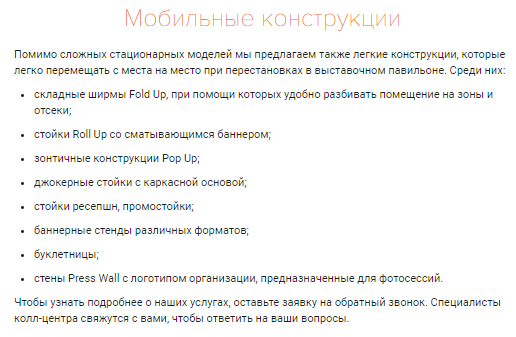 Мобильные конструкции
Помимо сложных стационарных моделей мы предлагаем также легкие конструкции, которые
легко перемещать с места на место при перестановках в выставочном павильоне. Среди них:
• складные ширмы Fold Up, при помощи которых удобно разбивать помещение на зоны и
отсеки;
• стойки Roll Up со сматывающимся баннером;
• зонтичные конструкции Pop Up;
• джокерные стойки с каркасной основой;
• стойки ресепшн, промостойки;
• баннерные стенды различных форматов;
• буклетницы;
• стены Press Wall с логотипом организации, предназначенные для фотосессий.
Чтобы узнать подробнее о наших услугах, оставьте заявку на обратный звонок. Специалисты
колл-центра свяжутся с вами, чтобы ответить на ваши вопросы.